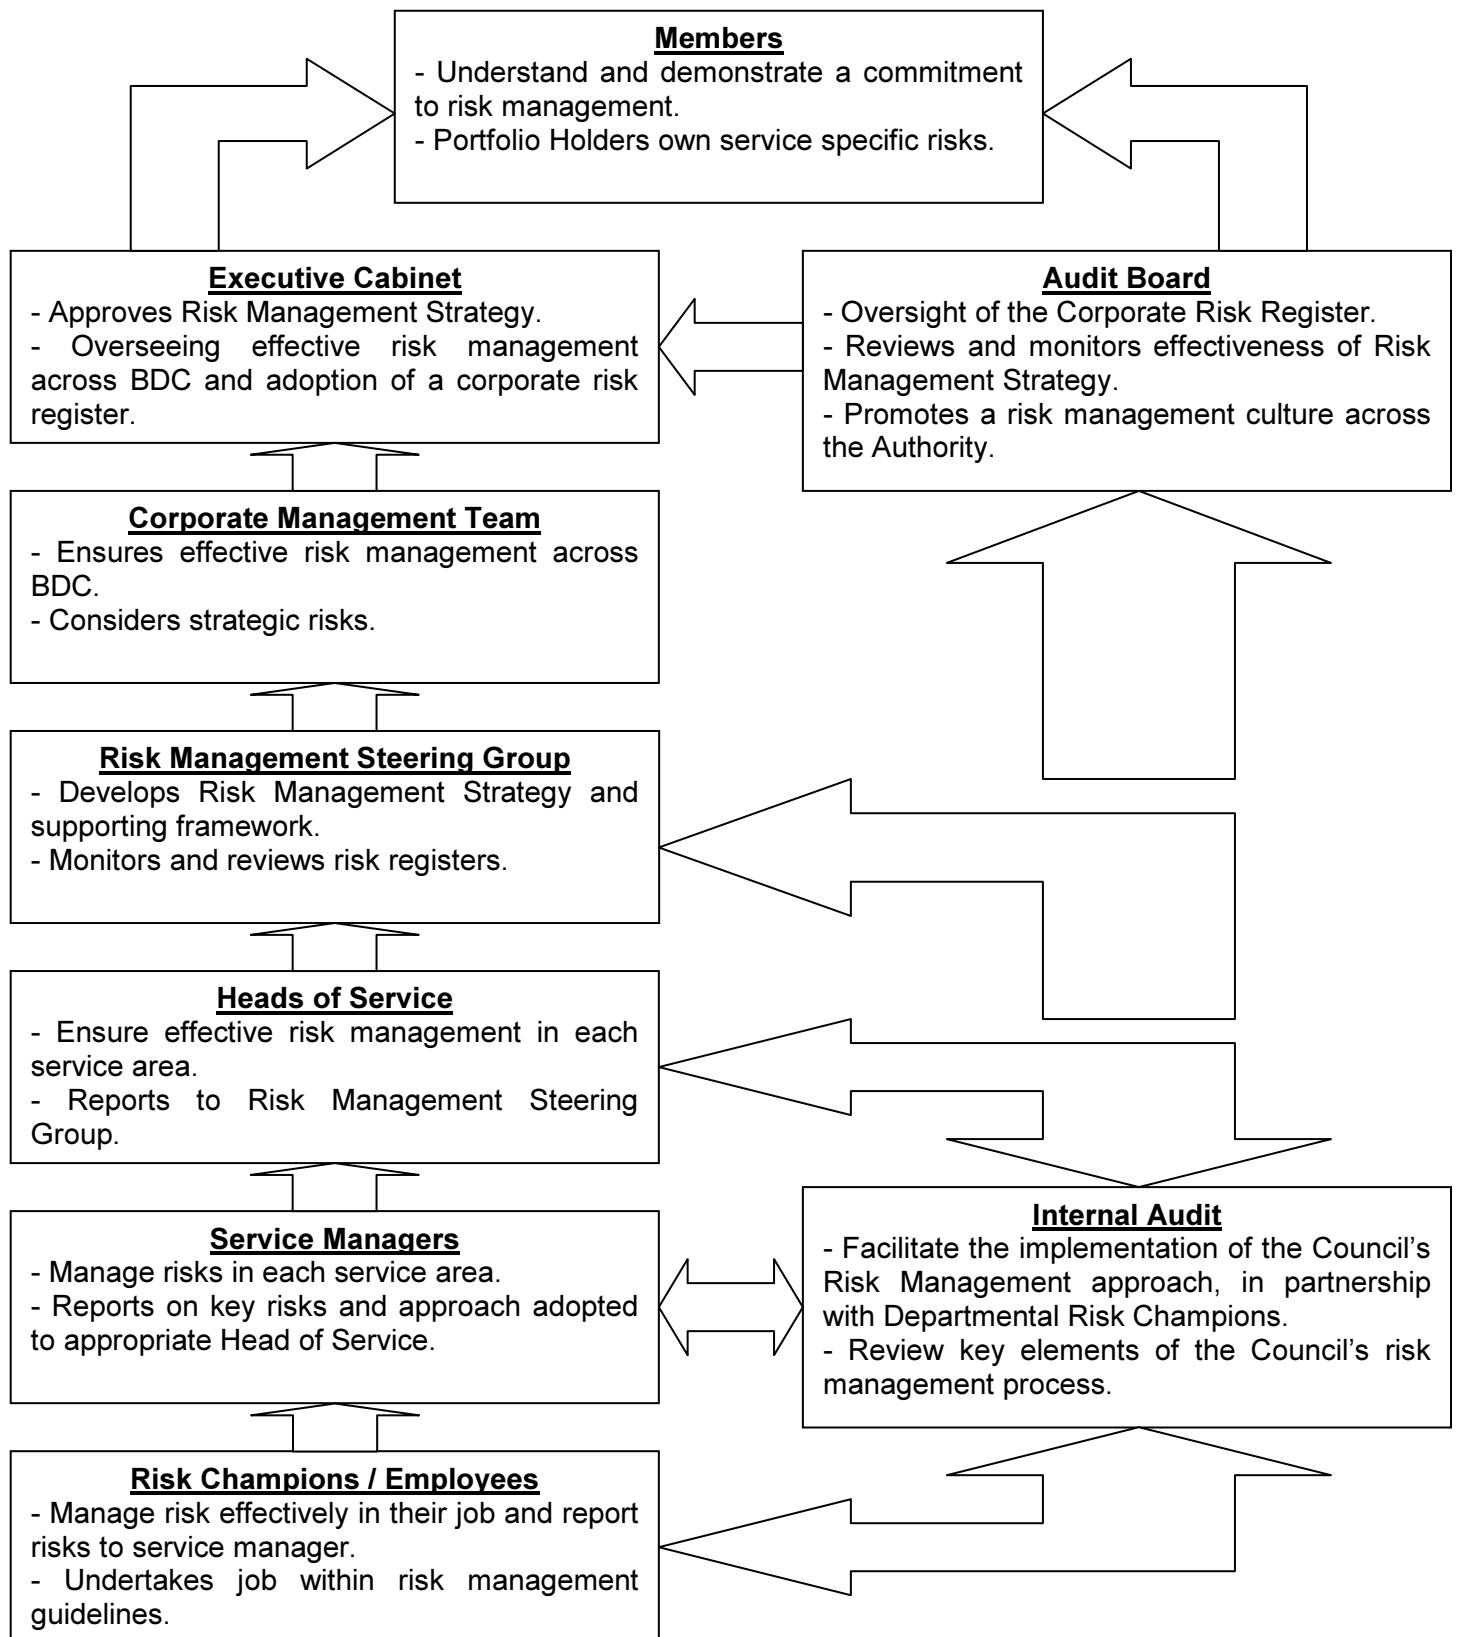 Members
- Understand and demonstrate a commitment
to risk management.
- Portfolio Holders own service specific risks.
Executive Cabinet
- Approves Risk Management Strategy.
- Overseeing effective risk management
across BDC and adoption of a corporate risk
register.
Audit Board
- Oversight of the Corporate Risk Register.
- Reviews and monitors effectiveness of Risk
Management Strategy.
- Promotes a risk management culture across
the Authority.
Corporate Management Team
- Ensures effective risk management across
BDC.
- Considers strategic risks.
Risk Management Steering Group
- Develops Risk Management Strategy and
supporting framework.
- Monitors and reviews risk registers.
Heads of Service
- Ensure effective risk management in each
service area.
- Reports to Risk Management Steering
Group.
Service Managers
- Manage risks in each service area.
- Reports on key risks and approach adopted
to appropriate Head of Service.
Internal Audit
- Facilitate the implementation of the Council's
Risk Management approach, in partnership
with Departmental Risk Champions.
- Review key elements of the Council's risk
management process.
Risk Champions / Employees
- Manage risk effectively in their job and report
risks to service manager.
- Undertakes job within risk management
guidelines.